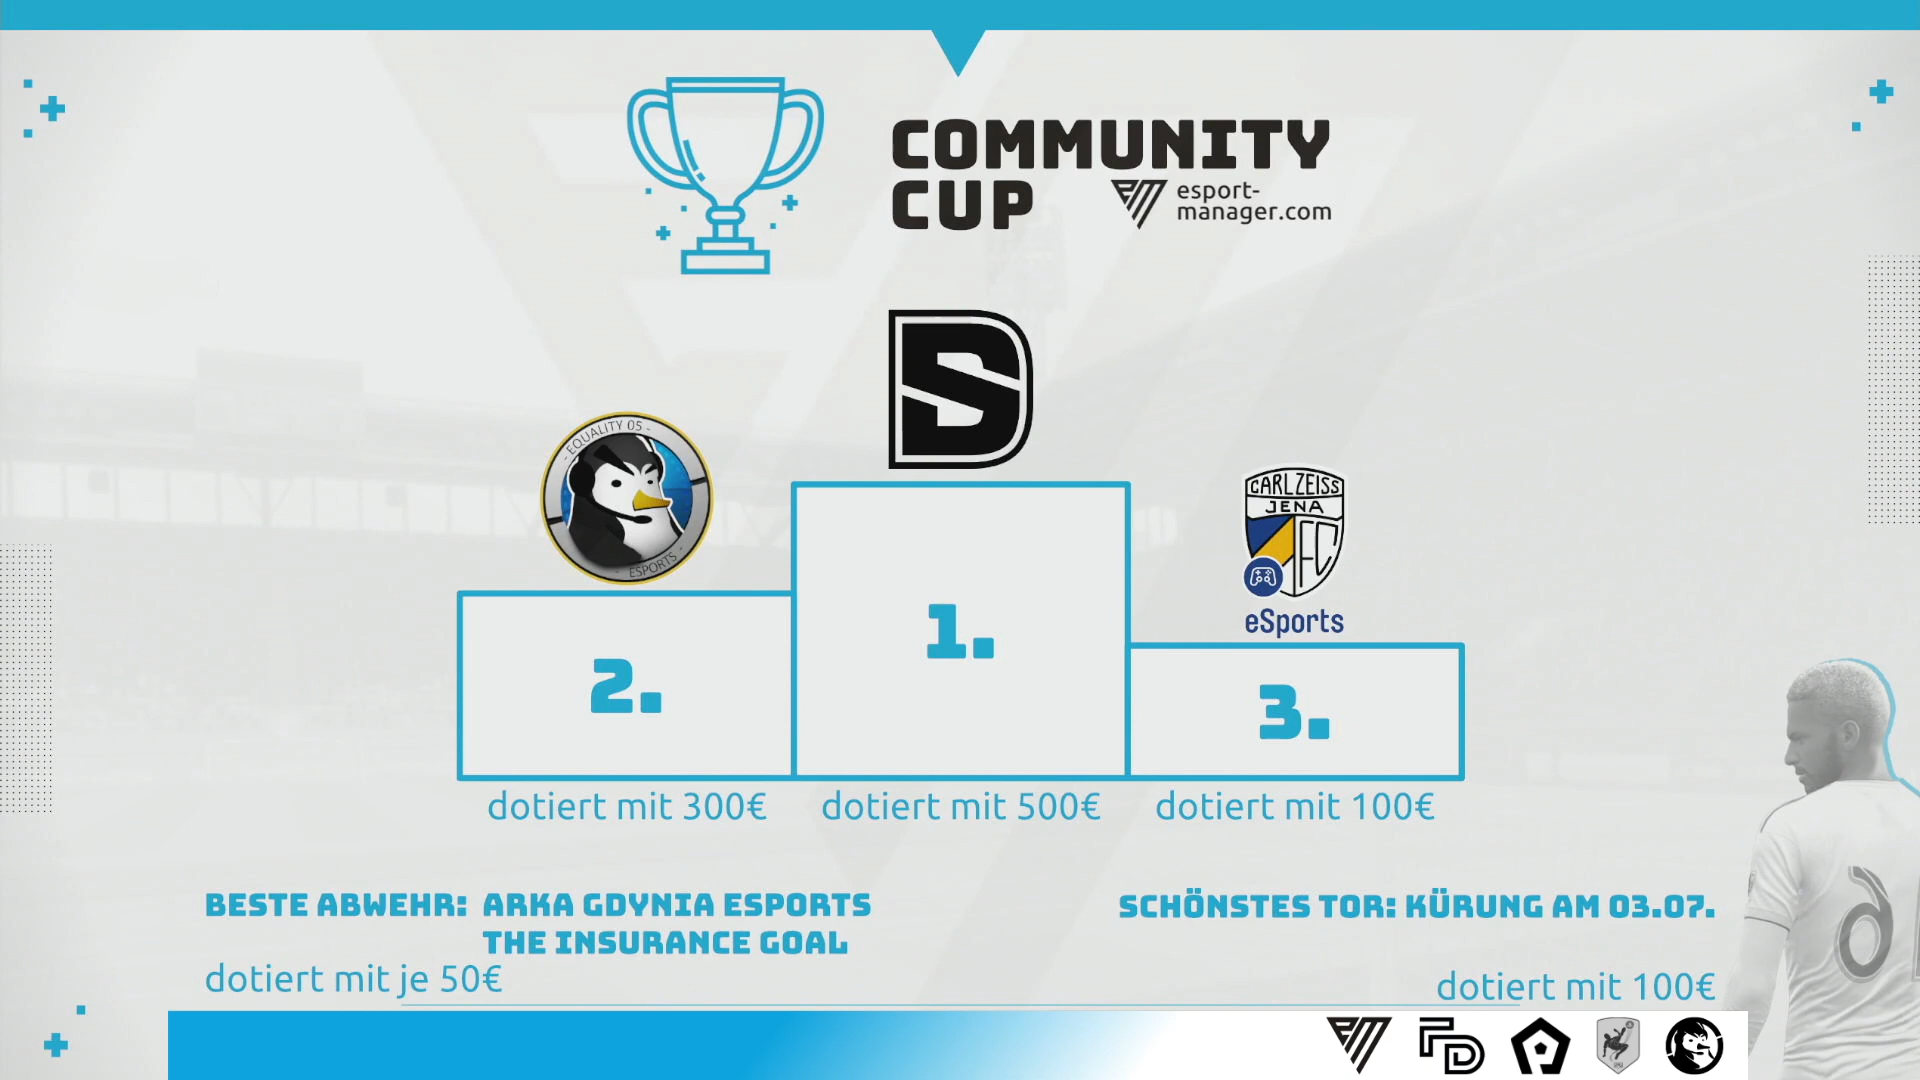 COMMUNITY
CUP
esport-
manager.com
- EQUALITY 05 -
- ESPORTS -
CARL ZEISS
JENA
FC
eSports
1.
2.
3.
dotiert mit 300€ dotiert mit 500€ dotiert mit 100€
BESTE ABWEHR: ARKA GDYNIA ESPORTS
THE INSURANCE GOAL
dotiert mit je 50€
SCHÖNSTES TOR: KÜRUNG AM 03.07.
dotiert mit 100€